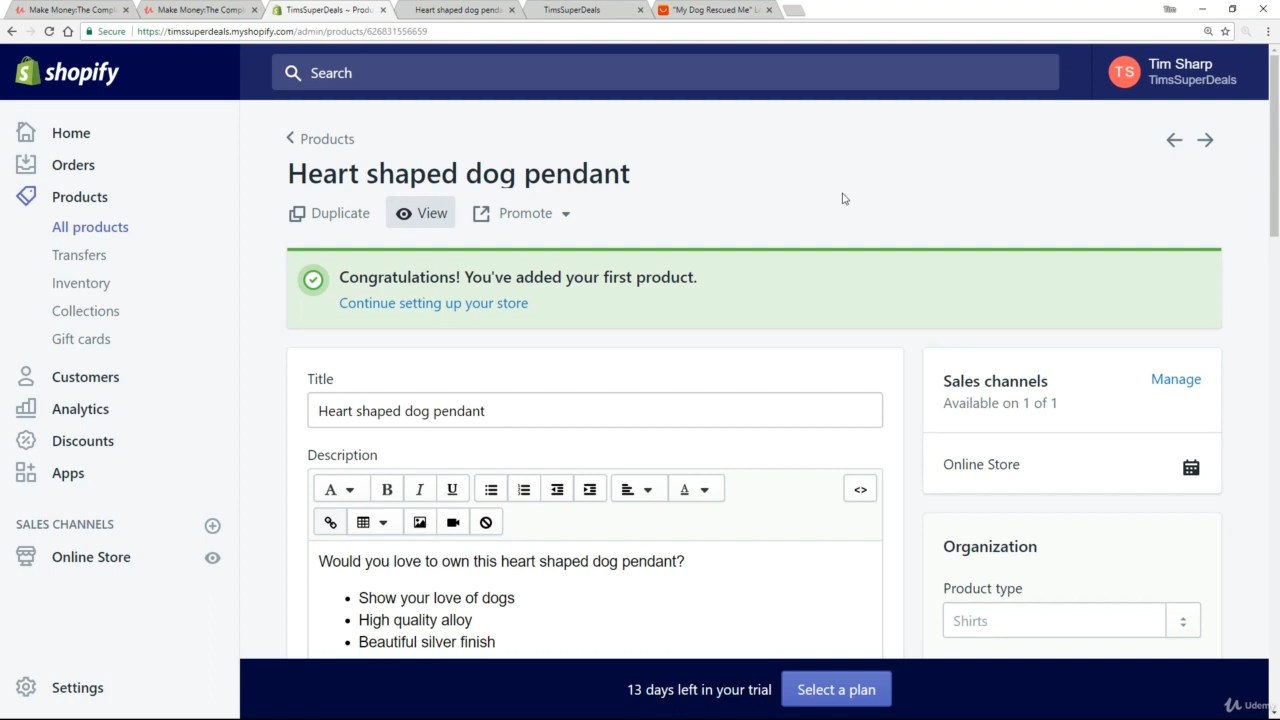 Make Money:The Compl
Make Money:The Compl
TimsSuperDeals ~ Produ
Heart shaped dog penda
TimsSuperDeals
"My Dog Rescued Me" L
Tim
Secure
https://timssuperdeals.myshopify.com/admin/products/626831556659
shopify
Search
TS
Tim Sharp
TimsSuperDeals
Home
Orders
Products
All products
Transfers
Inventory
Collections
Gift cards
Customers
Analytics
Discounts
Apps
SALES CHANNELS
Online Store
Settings
Products
Heart shaped dog pendant
Duplicate
View
Promote
Congratulations! You've added your first product.
Continue setting up your store
Title
Heart shaped dog pendant
Description
A B I U A <>
Would you love to own this heart shaped dog pendant?
• Show your love of dogs
• High quality alloy
• Beautiful silver finish
Sales channels
Manage
Available on 1 of 1
Online Store
Organization
Product type
Shirts
13 days left in your trial
Select a plan
Udemy